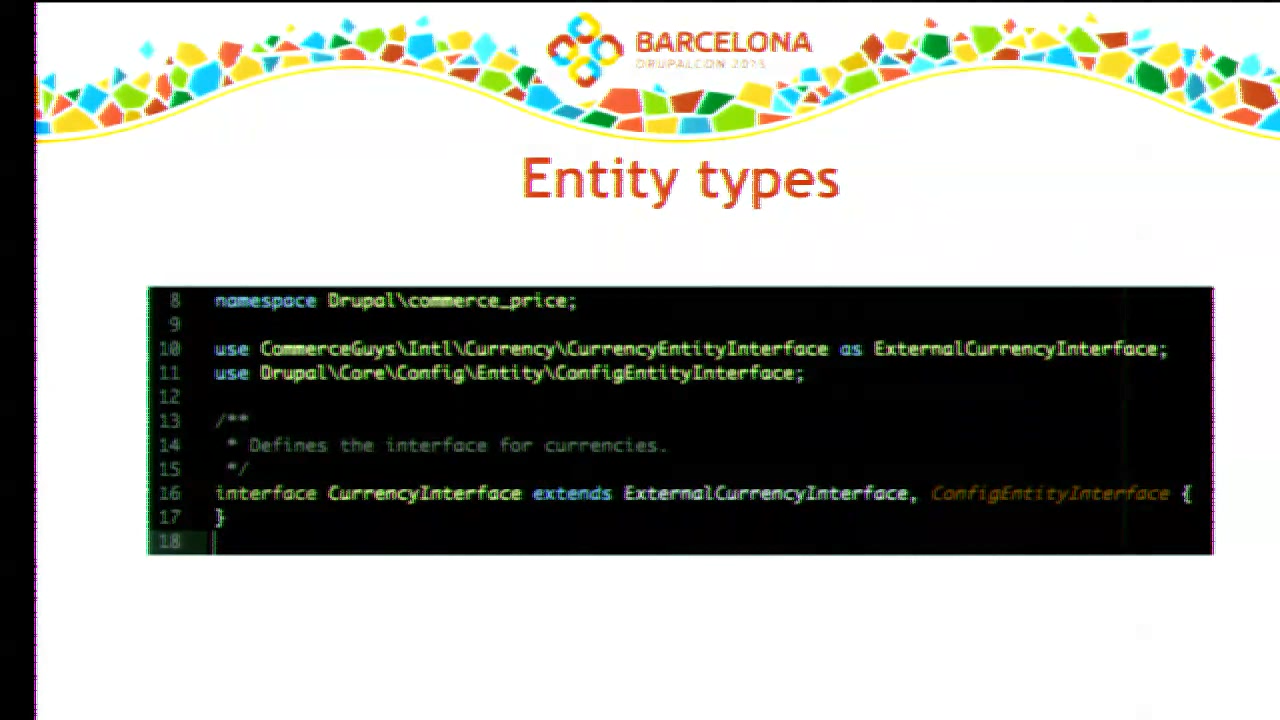 BARCELONA
DRUPALCON 2015
Entity types
8 namespace Drupal\commerce_price;
9
10 use CommerceGuys\Intl\Currency\CurrencyEntityInterface as ExternalCurrencyInterface;
11 use Drupal\Core\Config\Entity\ConfigEntityInterface;
12
13 /**
14 * Defines the interface for currencies.
15 */
16 interface CurrencyInterface extends ExternalCurrencyInterface, ConfigEntityInterface {
17 }
18